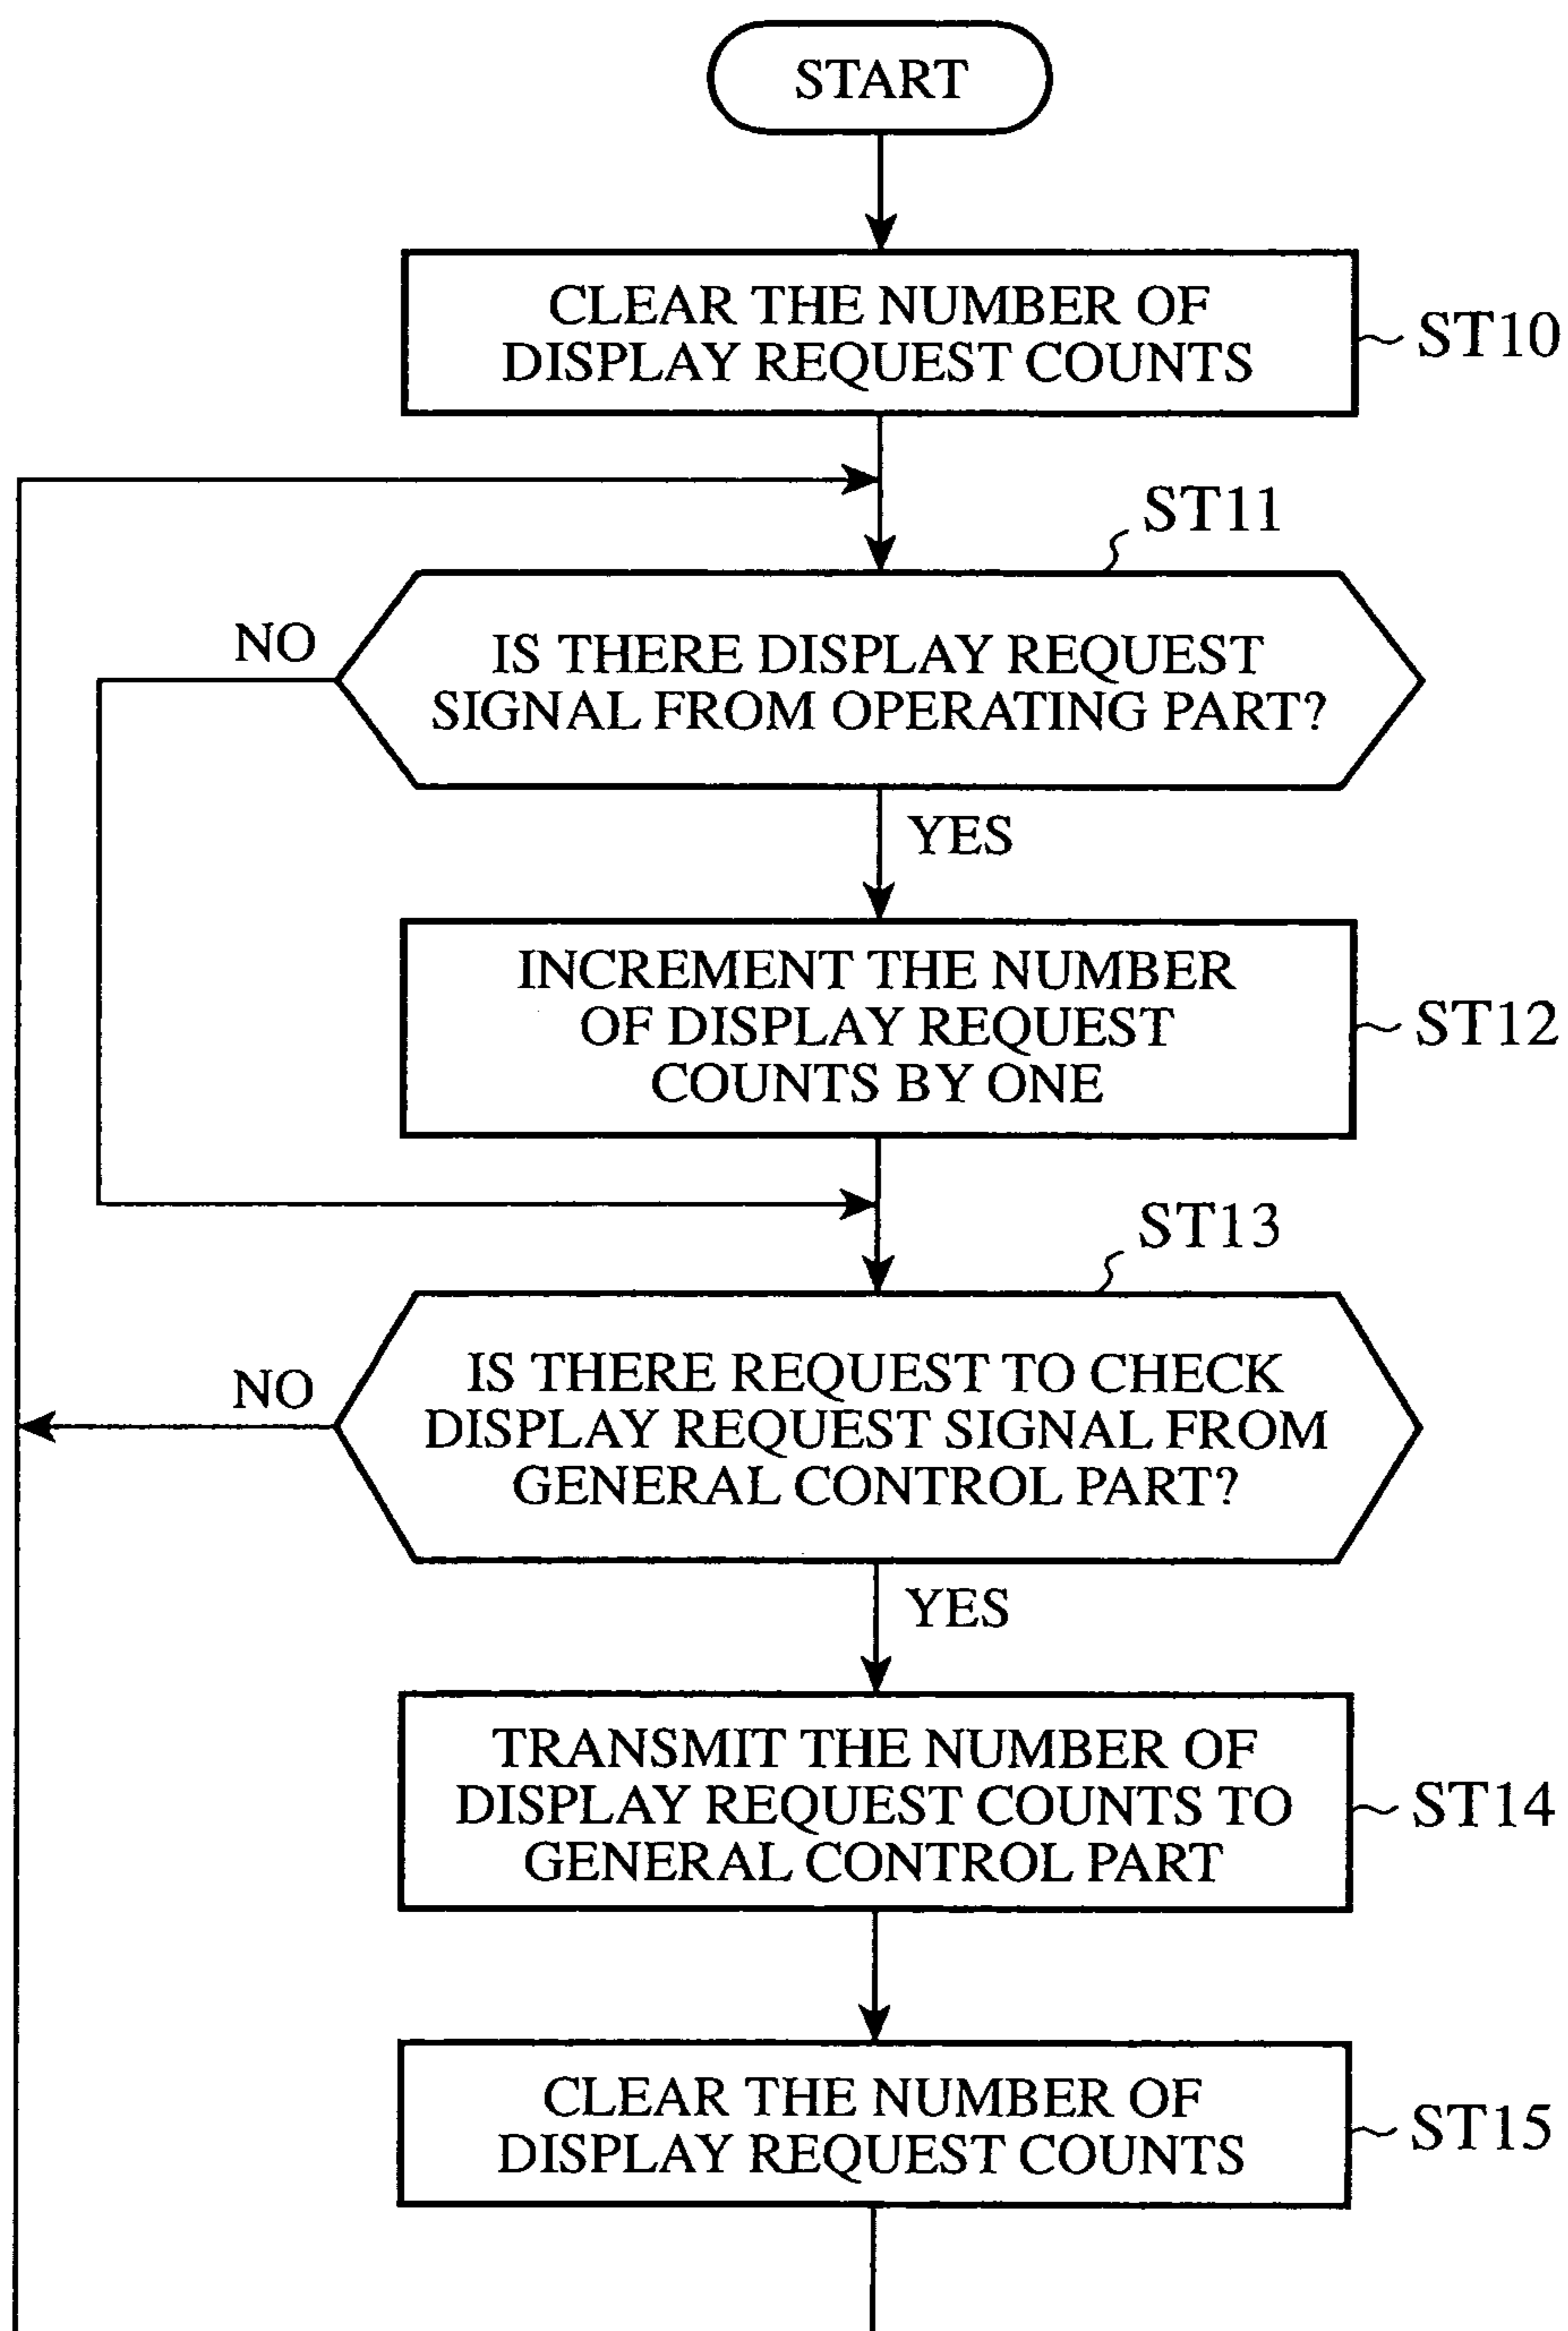 START
CLEAR THE NUMBER OF
DISPLAY REQUEST COUNTS
ST10
ST11
NO
IS THERE DISPLAY REQUEST
SIGNAL FROM OPERATING PART?
YES
INCREMENT THE NUMBER
OF DISPLAY REQUEST
COUNTS BY ONE
ST12
ST13
NO
IS THERE REQUEST TO CHECK
DISPLAY REQUEST SIGNAL FROM
GENERAL CONTROL PART?
YES
TRANSMIT THE NUMBER OF
DISPLAY REQUEST COUNTS TO
GENERAL CONTROL PART
ST14
CLEAR THE NUMBER OF
DISPLAY REQUEST COUNTS
ST15